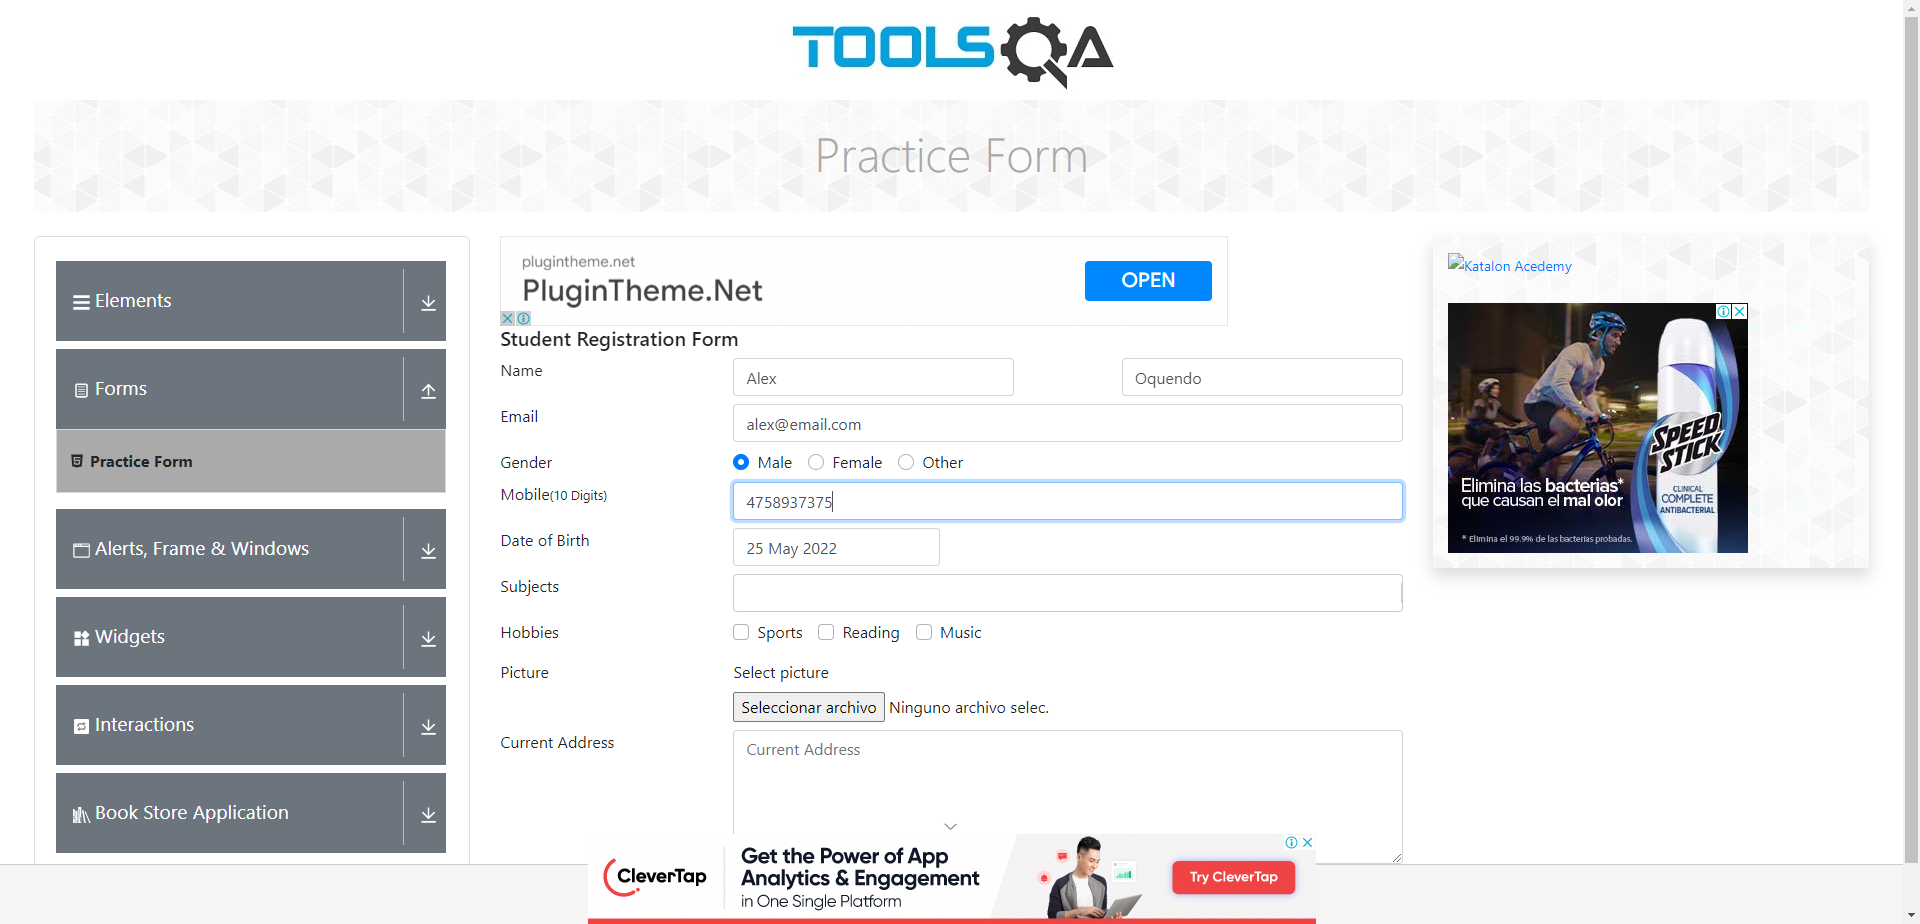 TOOLSQA
Practice Form
Elements
Forms
Practice Form
Alerts, Frame & Windows
Widgets
Interactions
Book Store Application
plugintheme.net
PluginTheme.Net
OPEN
Student Registration Form
Name
Alex
Oquendo
Email
alex@email.com
Gender
Male
Female
Other
Mobile(10 Digits)
4758937375
Date of Birth
25 May 2022
Subjects
Hobbies
Sports
Reading
Music
Picture
Select picture
Seleccionar archivo
Ninguno archivo selec.
Current Address
Current Address
Katalon Acedemy
SPEED
STICK
CLINICAL
COMPLETE
ANTIBACTERIAL
Elimina las bacterias*
que causan el mal olor
* Elimina el 99.9% de las bacterias probadas.
CleverTap
Get the Power of App
Analytics & Engagement
in One Single Platform
Try CleverTap